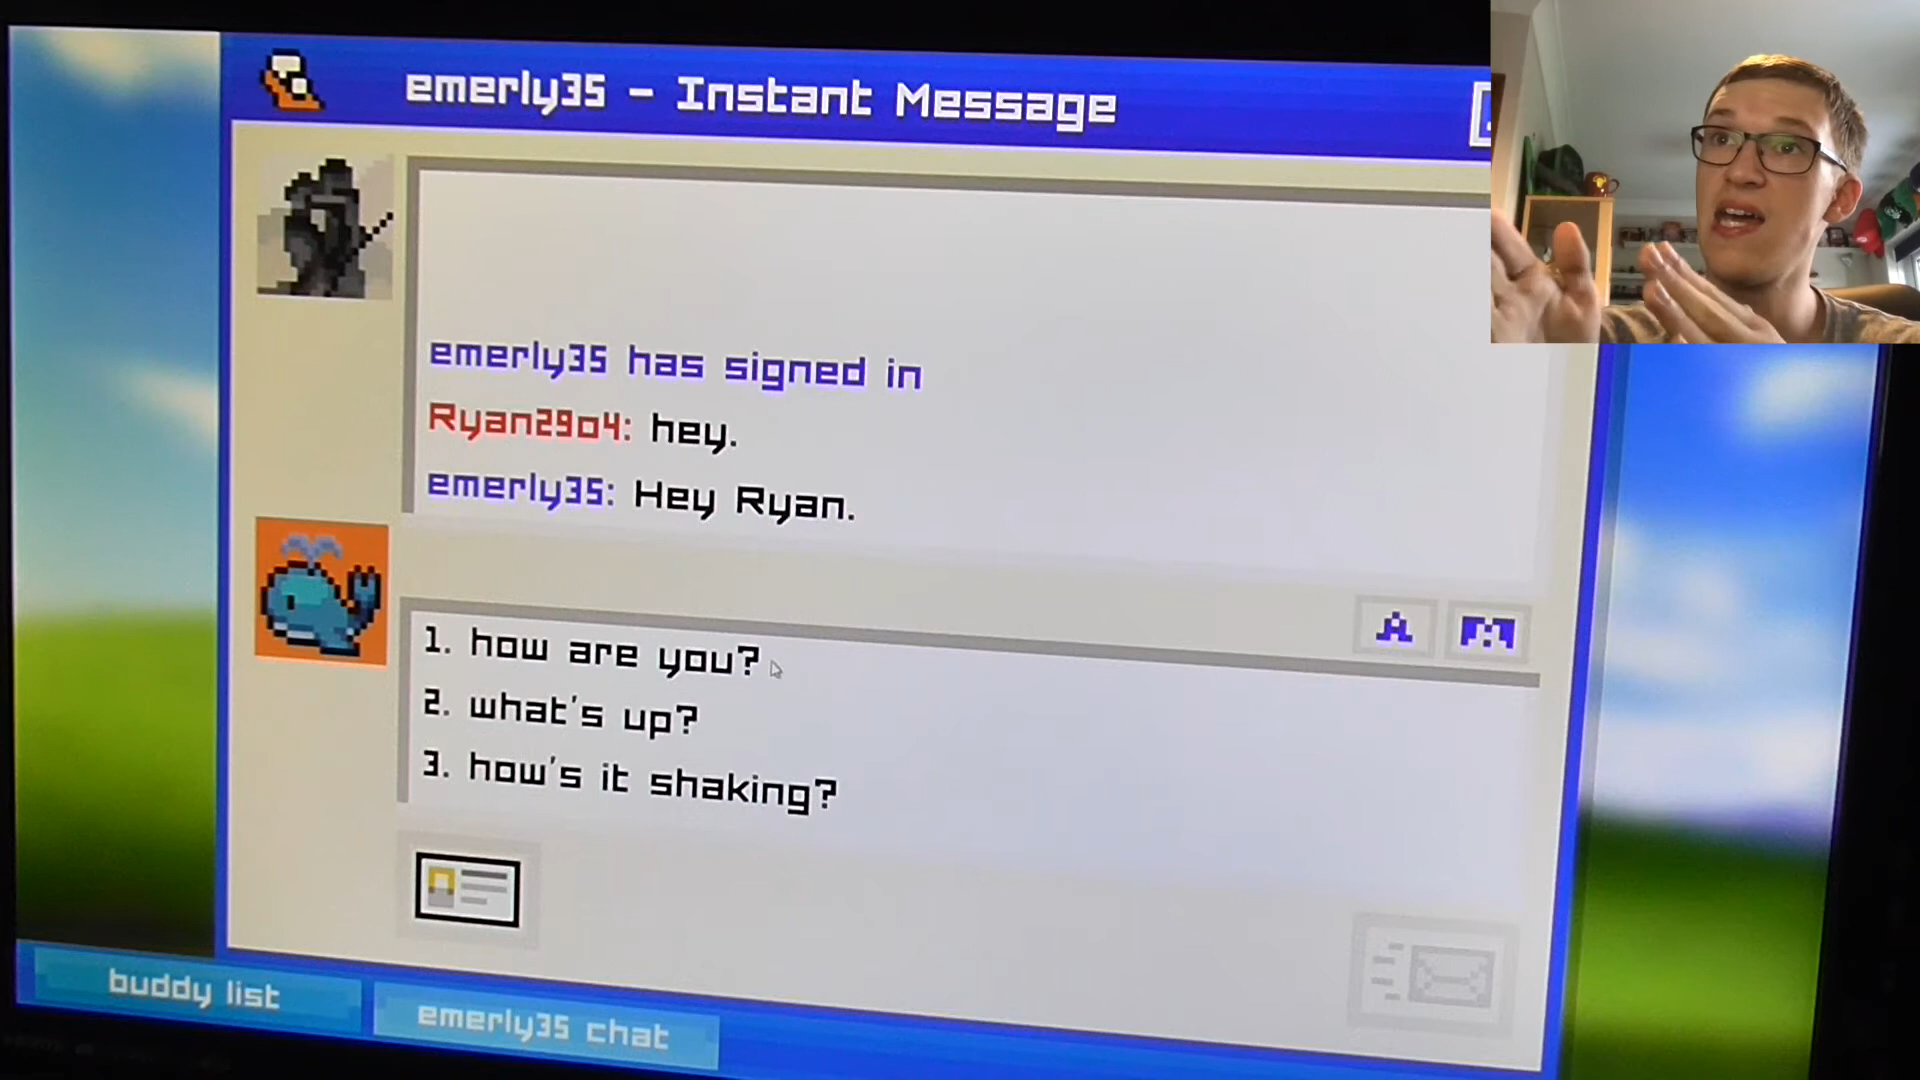 emerly35 - Instant Message
emerly35 has signed in
Ryan2904: hey.
emerly35: Hey Ryan.
A M
1. how are you?
2. what's up?
3. how's it shaking?
buddy list
emerly35 chat